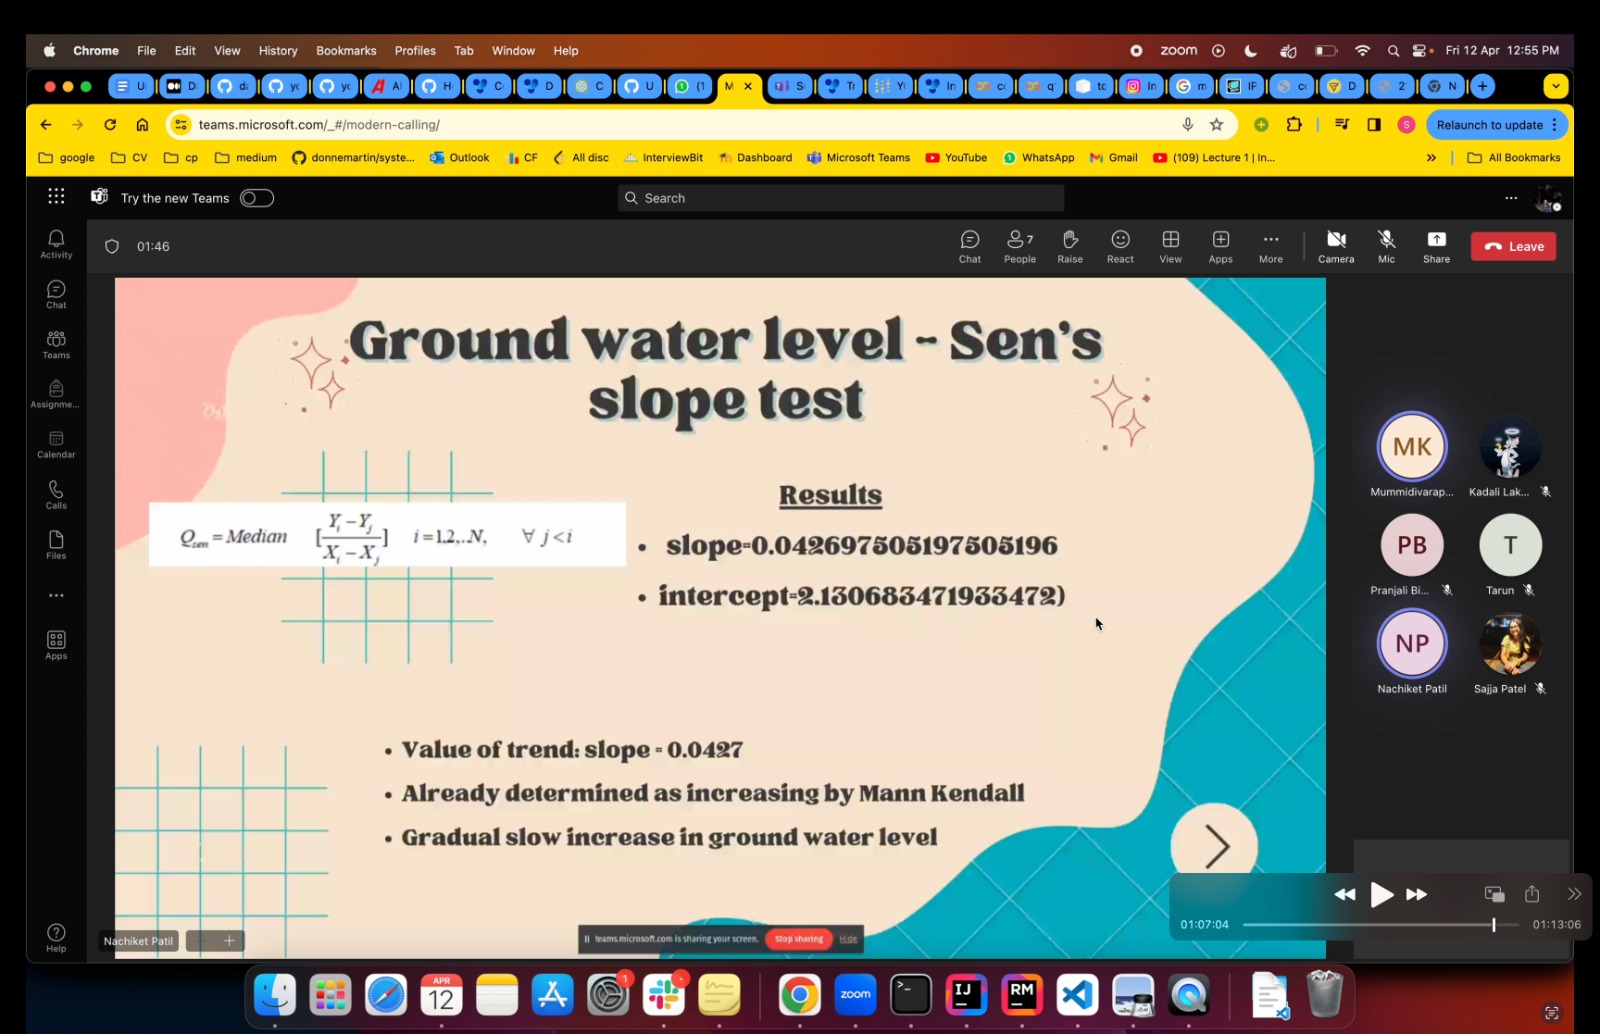 Chrome File Edit View History Bookmarks Profiles Tab Window Help zoom Fri 12 Apr 12:55 PM
teams.microsoft.com/_#/modern-calling/ S Relaunch to update
google CV cp medium donnemartin/syste... Outlook CF All disc InterviewBit Dashboard Microsoft Teams YouTube WhatsApp Gmail (109) Lecture 1 | In... » All Bookmarks
Try the new Teams Search
Activity
Chat
Teams
Assignme...
Calendar
Calls
Files
Apps
Help
01:46 Chat 7 People Raise React View Apps More Camera Mic Share Leave
Ground water level - Sen's
slope test
Q_sen = Median [(Y_i − Y_j)/(X_i − X_j)] i=1,2,..N, ∀ j<i
Results
• slope=0.042697505197505196
• intercept=2.130683471933472)
• Value of trend: slope = 0.0427
• Already determined as increasing by Mann Kendall
• Gradual slow increase in ground water level
MK
Mummidivarap... Kadali Lak...
PB T
Pranjali Bi... Tarun
NP
Nachiket Patil Sajja Patel
01:07:04 01:13:06
Nachiket Patil
teams.microsoft.com is sharing your screen. Stop sharing Hide
APR
12
1
zoom
IJ
RM